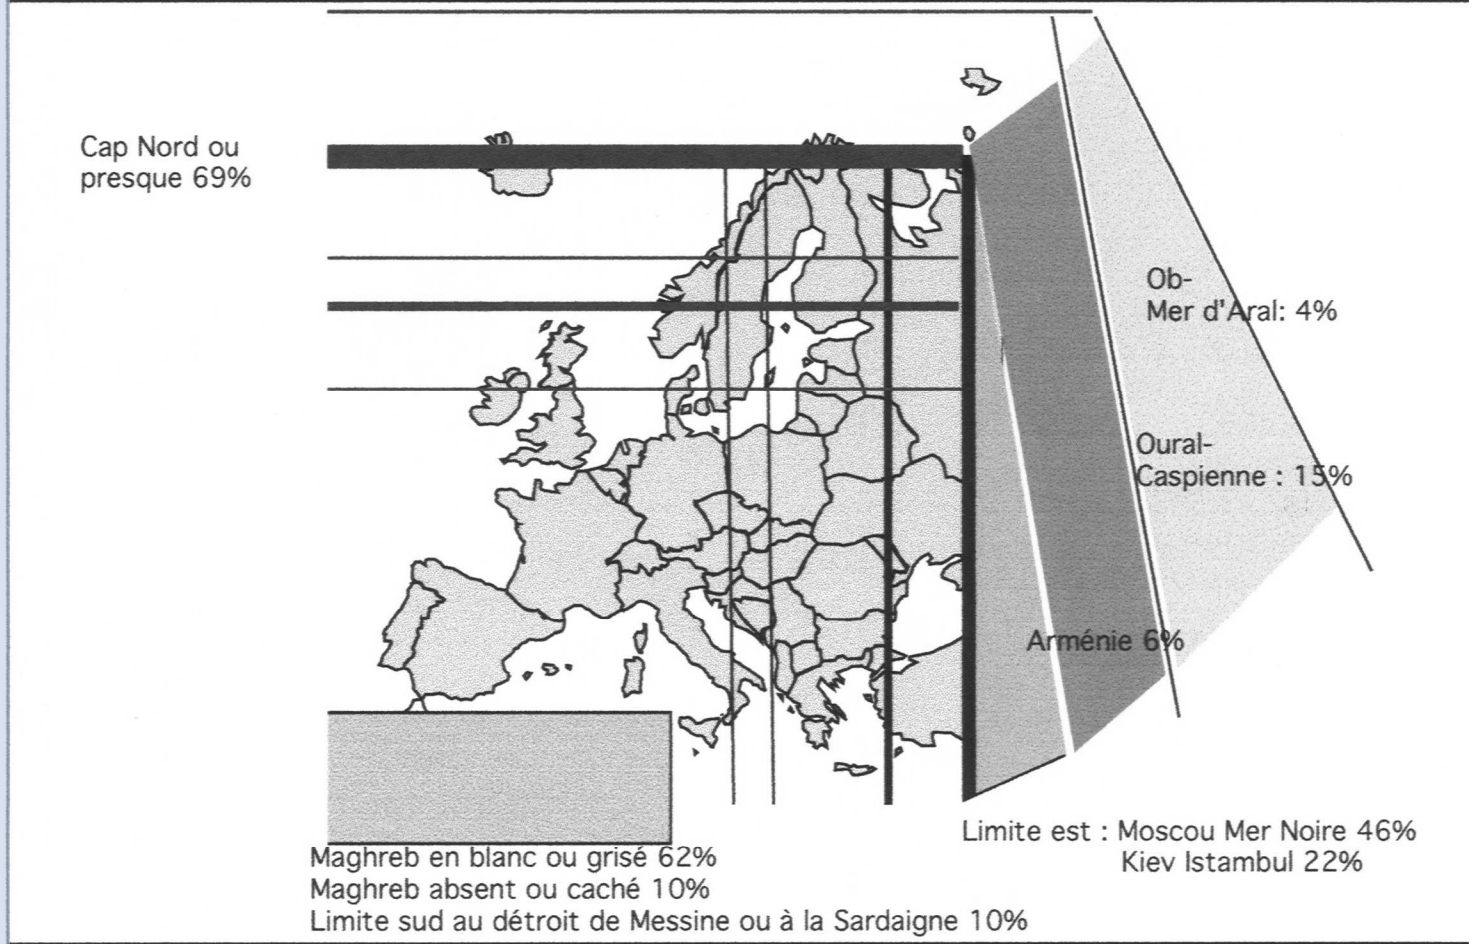 Cap Nord ou
presque 69%
Ob-
Mer d'Aral: 4%
Oural-
Caspienne : 15%
Arménie 6%
Limite est : Moscou Mer Noire 46%
Kiev Istambul 22%
Maghreb en blanc ou grisé 62%
Maghreb absent ou caché 10%
Limite sud au détroit de Messine ou à la Sardaigne 10%